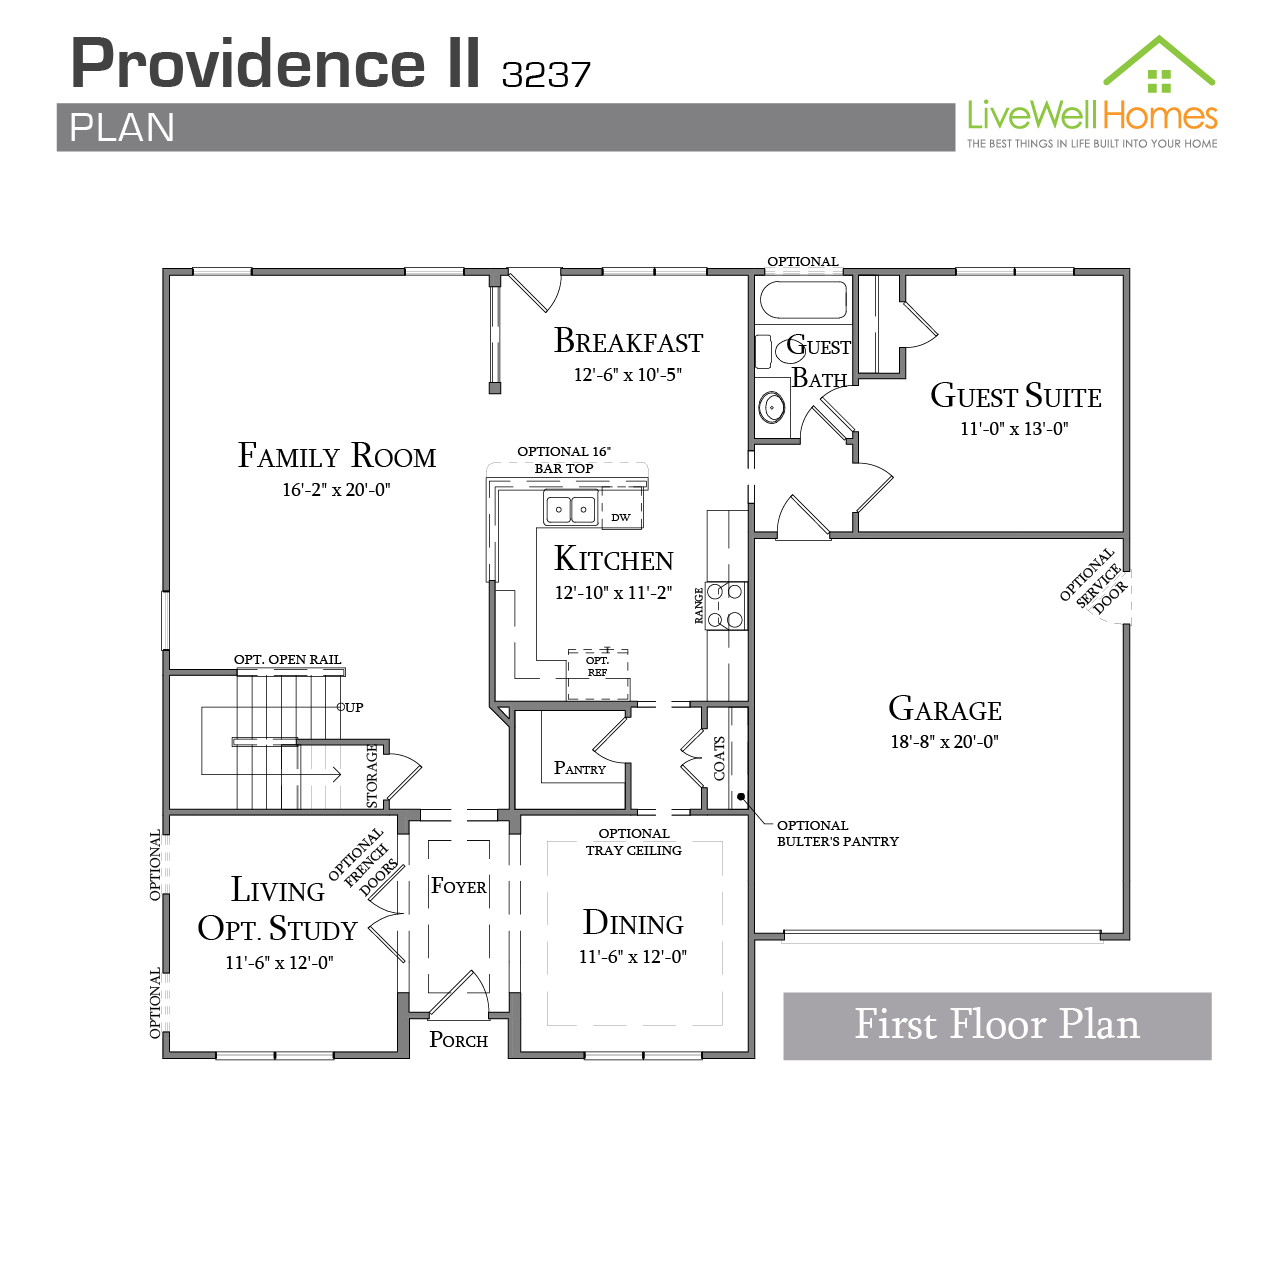 Providence II 3237
PLAN
LiveWell Homes
THE BEST THINGS IN LIFE BUILT INTO YOUR HOME
OPTIONAL
BREAKFAST
12'-6" x 10'-5"
GUEST
BATH
GUEST SUITE
11'-0" x 13'-0"
FAMILY ROOM
16'-2" x 20'-0"
OPTIONAL 16"
BAR TOP
DW
KITCHEN
12'-10" x 11'-2"
RANGE
OPTIONAL
SERVICE
DOOR
OPT.
REF
OPT. OPEN RAIL
UP
STORAGE
PANTRY
COATS
GARAGE
18'-8" x 20'-0"
OPTIONAL
BULTER'S PANTRY
OPTIONAL
OPTIONAL
FRENCH
DOORS
LIVING
OPT. STUDY
11'-6" x 12'-0"
FOYER
OPTIONAL
TRAY CEILING
DINING
11'-6" x 12'-0"
OPTIONAL
PORCH
First Floor Plan